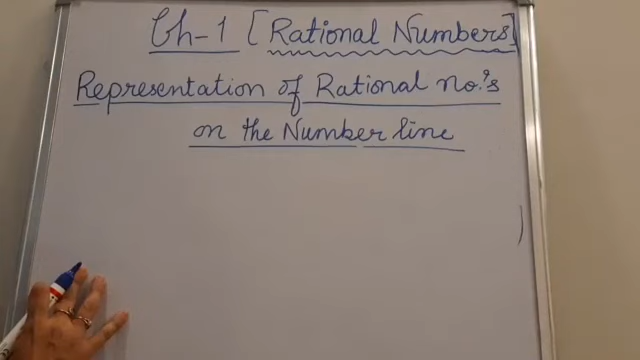 Ch-1 [Rational Numbers]
Representation of Rational no.'s
on the Number line